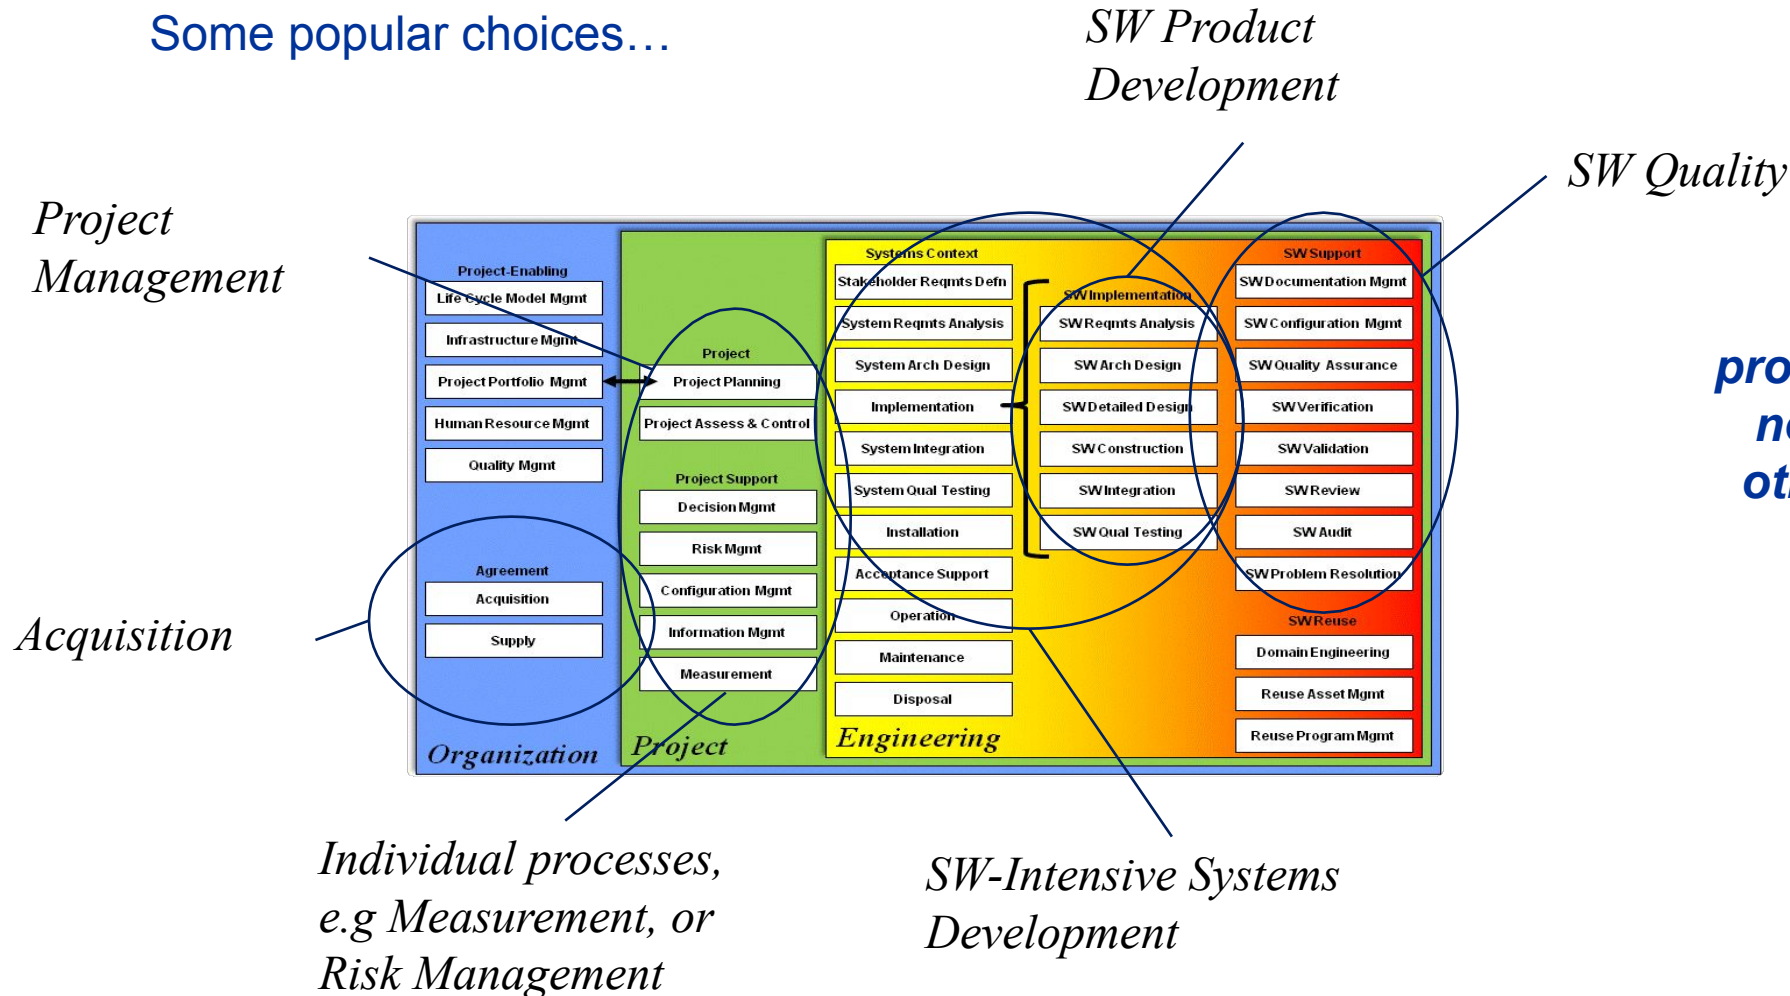 Some popular choices…
SW Product
Development
SW Quality
Project
Management
Acquisition
Project-Enabling
Life Cycle Model Mgmt
Infrastructure Mgmt
Project Portfolio Mgmt
Human Resource Mgmt
Quality Mgmt
Agreement
Acquisition
Supply
Organization
Project
Project Planning
Project Assess & Control
Project Support
Decision Mgmt
Risk Mgmt
Configuration Mgmt
Information Mgmt
Measurement
Project
Systems Context
Stakeholder Reqmts Defn
System Reqmts Analysis
System Arch Design
Implementation
System Integration
System Qual Testing
Installation
Acceptance Support
Operation
Maintenance
Disposal
Engineering
SW Implementation
SW Reqmts Analysis
SW Arch Design
SW Detailed Design
SW Construction
SW Integration
SW Qual Testing
SW Support
SW Documentation Mgmt
SW Configuration Mgmt
SW Quality Assurance
SW Verification
SW Validation
SW Review
SW Audit
SW Problem Resolution
SW Reuse
Domain Engineering
Reuse Asset Mgmt
Reuse Program Mgmt
Individual processes,
e.g Measurement, or
Risk Management
SW-Intensive Systems
Development